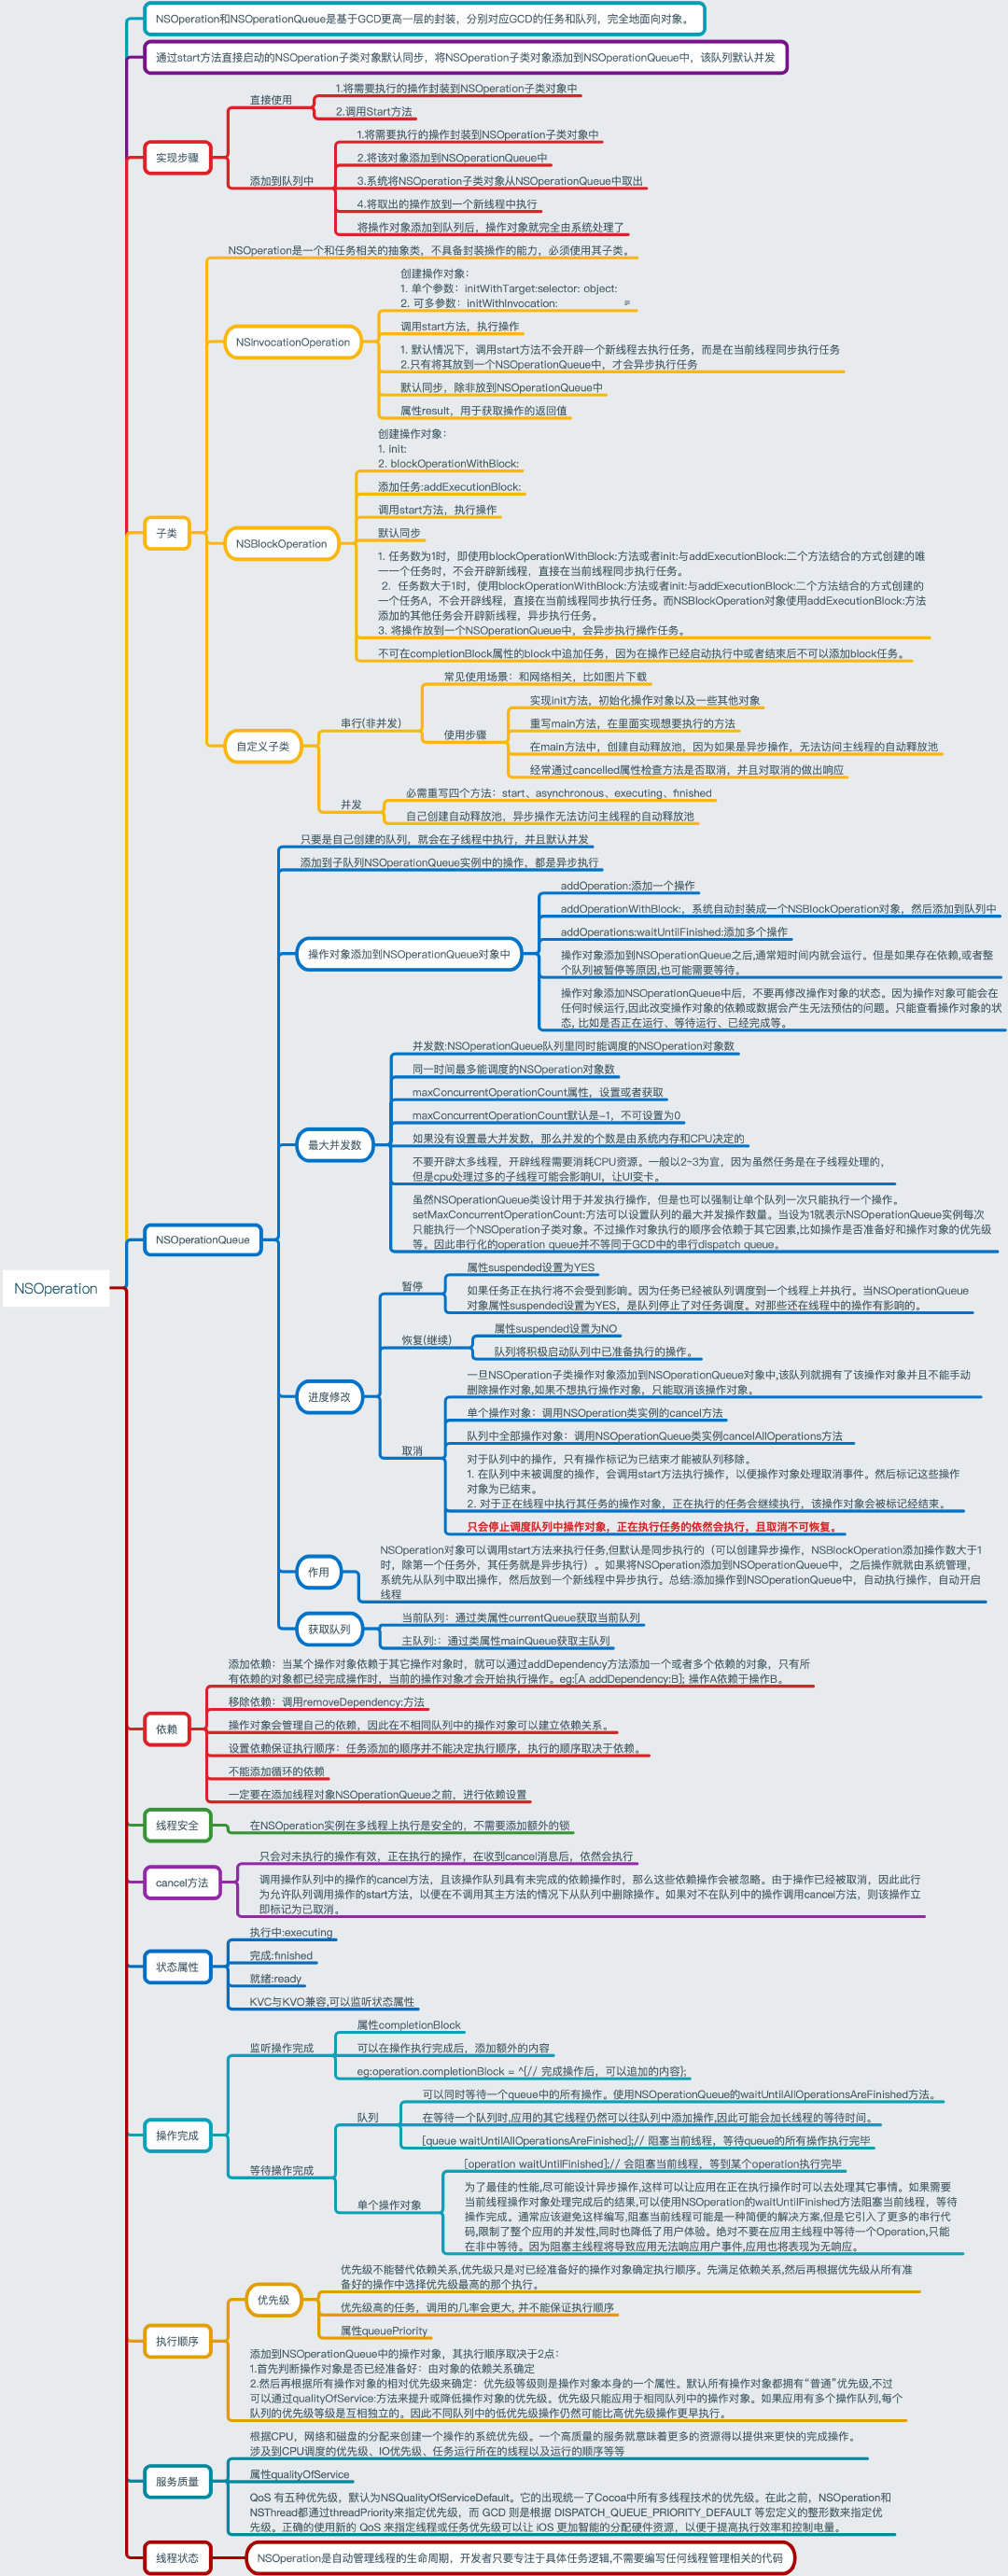 NSOperation和NSOperationQueue是基于GCD更高一层的封装，分别对应GCD的任务和队列，完全地面向对象。
通过start方法直接启动的NSOperation子类对象默认同步，将NSOperation子类对象添加到NSOperationQueue中，该队列默认并发
实现步骤
直接使用
1.将需要执行的操作封装到NSOperation子类对象中
2.调用Start方法
添加到队列中
1.将需要执行的操作封装到NSOperation子类对象中
2.将该对象添加到NSOperationQueue中
3.系统将NSOperation子类对象从NSOperationQueue中取出
4.将取出的操作放到一个新线程中执行
将操作对象添加到队列后，操作对象就完全由系统处理了
子类
NSOperation是一个和任务相关的抽象类，不具备封装操作的能力，必须使用其子类。
NSInvocationOperation
创建操作对象：
1. 单个参数：initWithTarget:selector: object:
2. 可多参数：initWithInvocation:
调用start方法，执行操作
1. 默认情况下，调用start方法不会开辟一个新线程去执行任务，而是在当前线程同步执行任务
2.只有将其放到一个NSOperationQueue中，才会异步执行任务
默认同步，除非放到NSOperationQueue中
属性result，用于获取操作的返回值
NSBlockOperation
创建操作对象：
1. init:
2. blockOperationWithBlock:
添加任务:addExecutionBlock:
调用start方法，执行操作
默认同步
1. 任务数为1时，即使用blockOperationWithBlock:方法或者init:与addExecutionBlock:二个方法结合的方式创建的唯
一一个任务时，不会开辟新线程，直接在当前线程同步执行任务。
2. 任务数大于1时，使用blockOperationWithBlock:方法或者init:与addExecutionBlock:二个方法结合的方式创建的
一个任务A，不会开辟线程，直接在当前线程同步执行任务。而NSBlockOperation对象使用addExecutionBlock:方法
添加的其他任务会开辟新线程，异步执行任务。
3. 将操作放到一个NSOperationQueue中，会异步执行操作任务。
不可在completionBlock属性的block中追加任务，因为在操作已经启动执行中或者结束后不可以添加block任务。
自定义子类
串行(非并发)
常见使用场景：和网络相关，比如图片下载
使用步骤
实现init方法，初始化操作对象以及一些其他对象
重写main方法，在里面实现想要执行的方法
在main方法中，创建自动释放池，因为如果是异步操作，无法访问主线程的自动释放池
经常通过cancelled属性检查方法是否取消，并且对取消的做出响应
并发
必需重写四个方法：start、asynchronous、executing、finished
自己创建自动释放池，异步操作无法访问主线程的自动释放池
NSOperation
NSOperationQueue
只要是自己创建的队列，就会在子线程中执行，并且默认并发
添加到子队列NSOperationQueue实例中的操作，都是异步执行
操作对象添加到NSOperationQueue对象中
addOperation:添加一个操作
addOperationWithBlock:，系统自动封装成一个NSBlockOperation对象，然后添加到队列中
addOperations:waitUntilFinished:添加多个操作
操作对象添加到NSOperationQueue之后,通常短时间内就会运行。但是如果存在依赖,或者整
个队列被暂停等原因,也可能需要等待。
操作对象添加NSOperationQueue中后，不要再修改操作对象的状态。因为操作对象可能会在
任何时候运行,因此改变操作对象的依赖或数据会产生无法预估的问题。只能查看操作对象的状
态, 比如是否正在运行、等待运行、已经完成等。
最大并发数
并发数:NSOperationQueue队列里同时能调度的NSOperation对象数
同一时间最多能调度的NSOperation对象数
maxConcurrentOperationCount属性，设置或者获取
maxConcurrentOperationCount默认是-1，不可设置为0
如果没有设置最大并发数，那么并发的个数是由系统内存和CPU决定的
不要开辟太多线程，开辟线程需要消耗CPU资源。一般以2~3为宜，因为虽然任务是在子线程处理的，
但是cpu处理过多的子线程可能会影响UI，让UI变卡。
虽然NSOperationQueue类设计用于并发执行操作，但是也可以强制让单个队列一次只能执行一个操作。
setMaxConcurrentOperationCount:方法可以设置队列的最大并发操作数量。当设为1就表示NSOperationQueue实例每次
只能执行一个NSOperation子类对象。不过操作对象执行的顺序会依赖于其它因素,比如操作是否准备好和操作对象的优先级
等。因此串行化的operation queue并不等同于GCD中的串行dispatch queue。
进度修改
暂停
属性suspended设置为YES
如果任务正在执行将不会受到影响。因为任务已经被队列调度到一个线程上并执行。当NSOperationQueue
对象属性suspended设置为YES，是队列停止了对任务调度。对那些还在线程中的操作有影响的。
恢复(继续)
属性suspended设置为NO
队列将积极启动队列中已准备执行的操作。
取消
一旦NSOperation子类操作对象添加到NSOperationQueue对象中,该队列就拥有了该操作对象并且不能手动
删除操作对象,如果不想执行操作对象，只能取消该操作对象。
单个操作对象：调用NSOperation类实例的cancel方法
队列中全部操作对象：调用NSOperationQueue类实例cancelAllOperations方法
对于队列中的操作，只有操作标记为已结束才能被队列移除。
1. 在队列中未被调度的操作，会调用start方法执行操作，以便操作对象处理取消事件。然后标记这些操作
对象为已结束。
2. 对于正在线程中执行其任务的操作对象，正在执行的任务会继续执行，该操作对象会被标记经结束。
只会停止调度队列中操作对象，正在执行任务的依然会执行，且取消不可恢复。
作用
NSOperation对象可以调用start方法来执行任务,但默认是同步执行的（可以创建异步操作，NSBlockOperation添加操作数大于1
时，除第一个任务外，其任务就是异步执行）。如果将NSOperation添加到NSOperationQueue中，之后操作就就由系统管理，
系统先从队列中取出操作，然后放到一个新线程中异步执行。总结:添加操作到NSOperationQueue中，自动执行操作，自动开启
线程
获取队列
当前队列：通过类属性currentQueue获取当前队列
主队列:：通过类属性mainQueue获取主队列
依赖
添加依赖：当某个操作对象依赖于其它操作对象时，就可以通过addDependency方法添加一个或者多个依赖的对象，只有所
有依赖的对象都已经完成操作时，当前的操作对象才会开始执行操作。eg:[A addDependency:B]; 操作A依赖于操作B。
移除依赖：调用removeDependency:方法
操作对象会管理自己的依赖，因此在不相同队列中的操作对象可以建立依赖关系。
设置依赖保证执行顺序：任务添加的顺序并不能决定执行顺序，执行的顺序取决于依赖。
不能添加循环的依赖
一定要在添加线程对象NSOperationQueue之前，进行依赖设置
线程安全
在NSOperation实例在多线程上执行是安全的，不需要添加额外的锁
cancel方法
只会对未执行的操作有效，正在执行的操作，在收到cancel消息后，依然会执行
调用操作队列中的操作的cancel方法，且该操作队列具有未完成的依赖操作时，那么这些依赖操作会被忽略。由于操作已经被取消，因此此行
为允许队列调用操作的start方法，以便在不调用其主方法的情况下从队列中删除操作。如果对不在队列中的操作调用cancel方法，则该操作立
即标记为已取消。
状态属性
执行中:executing
完成:finished
就绪:ready
KVC与KVO兼容,可以监听状态属性
操作完成
监听操作完成
属性completionBlock
可以在操作执行完成后，添加额外的内容
eg:operation.completionBlock = ^{// 完成操作后，可以追加的内容};
等待操作完成
队列
可以同时等待一个queue中的所有操作。使用NSOperationQueue的waitUntilAllOperationsAreFinished方法。
在等待一个队列时,应用的其它线程仍然可以往队列中添加操作,因此可能会加长线程的等待时间。
[queue waitUntilAllOperationsAreFinished];// 阻塞当前线程，等待queue的所有操作执行完毕
单个操作对象
[operation waitUntilFinished];// 会阻塞当前线程，等到某个operation执行完毕
为了最佳的性能,尽可能设计异步操作,这样可以让应用在正在执行操作时可以去处理其它事情。如果需要
当前线程操作对象处理完成后的结果,可以使用NSOperation的waitUntilFinished方法阻塞当前线程，等待
操作完成。通常应该避免这样编写,阻塞当前线程可能是一种简便的解决方案,但是它引入了更多的串行代
码,限制了整个应用的并发性,同时也降低了用户体验。绝对不要在应用主线程中等待一个Operation,只能
在非中等待。因为阻塞主线程将导致应用无法响应用户事件,应用也将表现为无响应。
执行顺序
优先级
优先级不能替代依赖关系,优先级只是对已经准备好的操作对象确定执行顺序。先满足依赖关系,然后再根据优先级从所有准
备好的操作中选择优先级最高的那个执行。
优先级高的任务，调用的几率会更大, 并不能保证执行顺序
属性queuePriority
添加到NSOperationQueue中的操作对象，其执行顺序取决于2点：
1.首先判断操作对象是否已经准备好：由对象的依赖关系确定
2.然后再根据所有操作对象的相对优先级来确定：优先级等级则是操作对象本身的一个属性。默认所有操作对象都拥有“普通”优先级,不过
可以通过qualityOfService:方法来提升或降低操作对象的优先级。优先级只能应用于相同队列中的操作对象。如果应用有多个操作队列,每个
队列的优先级等级是互相独立的。因此不同队列中的低优先级操作仍然可能比高优先级操作更早执行。
服务质量
根据CPU，网络和磁盘的分配来创建一个操作的系统优先级。一个高质量的服务就意味着更多的资源得以提供来更快的完成操作。
涉及到CPU调度的优先级、IO优先级、任务运行所在的线程以及运行的顺序等等
属性qualityOfService
QoS 有五种优先级，默认为NSQualityOfServiceDefault。它的出现统一了Cocoa中所有多线程技术的优先级。在此之前，NSOperation和
NSThread都通过threadPriority来指定优先级，而 GCD 则是根据 DISPATCH_QUEUE_PRIORITY_DEFAULT 等宏定义的整形数来指定优
先级。正确的使用新的 QoS 来指定线程或任务优先级可以让 iOS 更加智能的分配硬件资源，以便于提高执行效率和控制电量。
线程状态
NSOperation是自动管理线程的生命周期，开发者只要专注于具体任务逻辑,不需要编写任何线程管理相关的代码